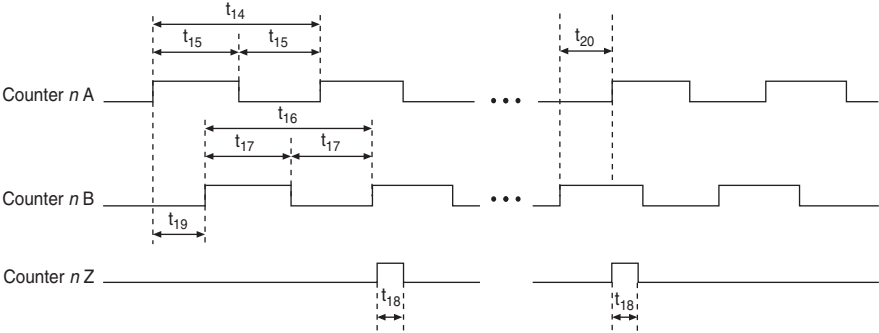 t14
t15 t15 t20
Counter n A
t16
t17 t17
Counter n B
t19
Counter n Z
t18 t18